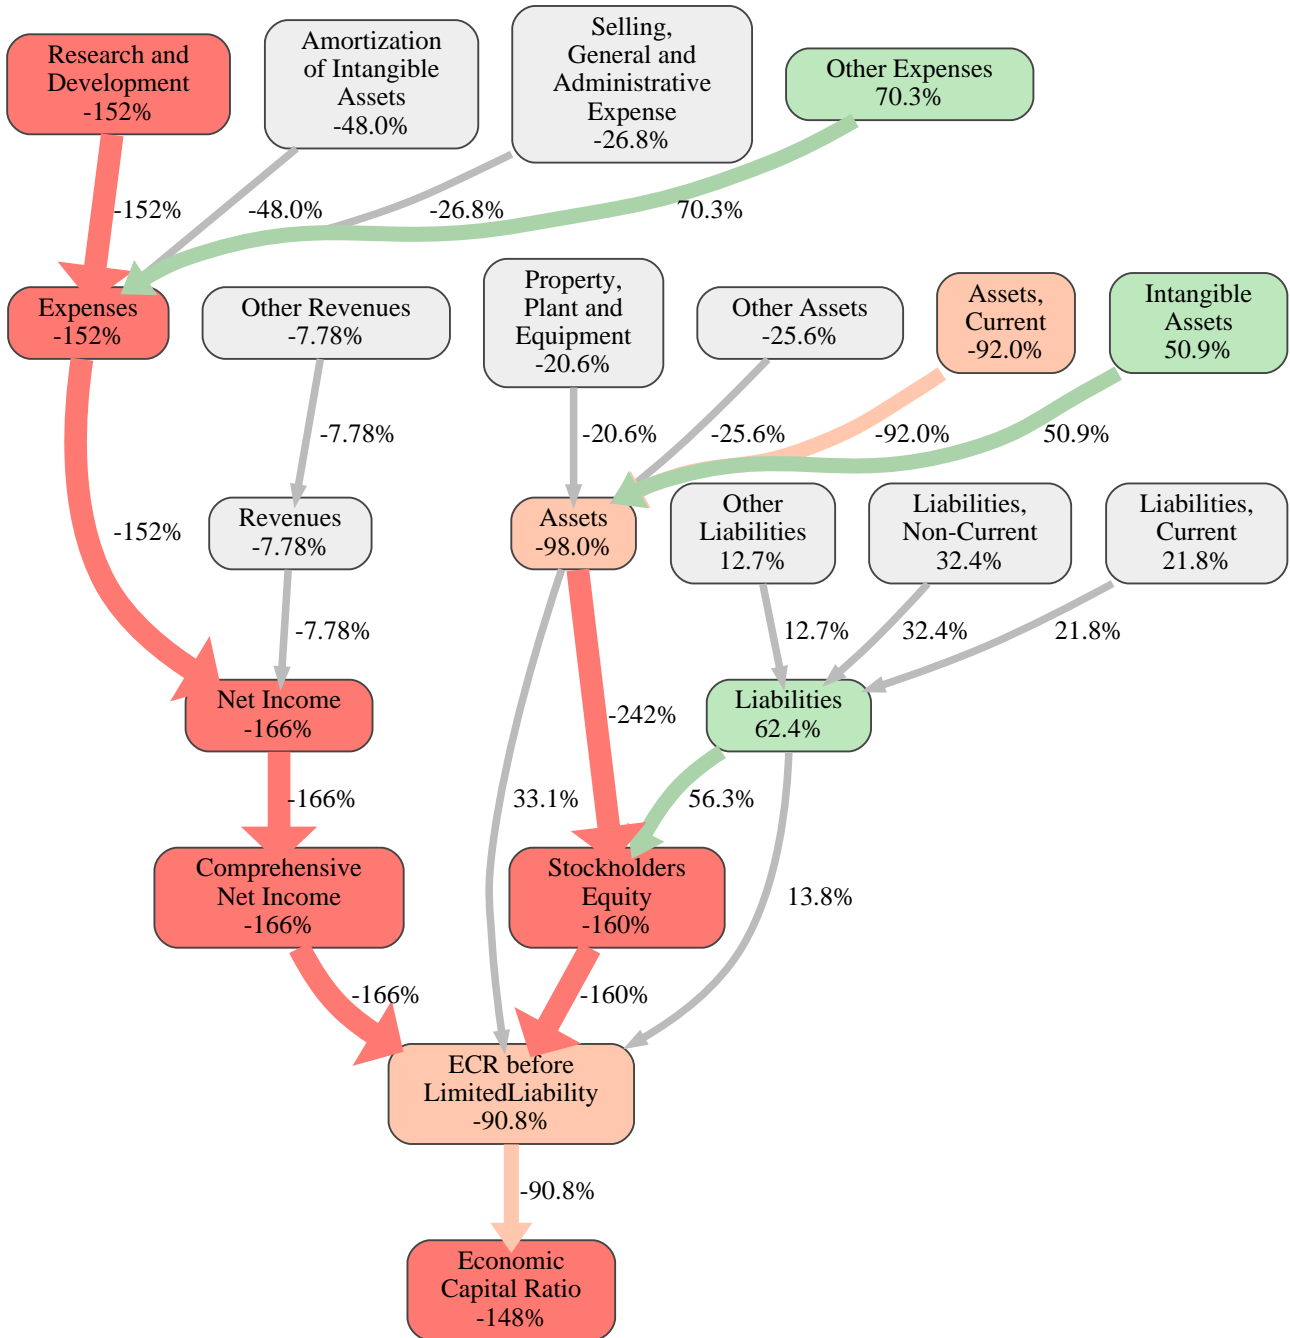 Research and
Development
-152%
Amortization
of Intangible
Assets
-48.0%
Selling,
General and
Administrative
Expense
-26.8%
Other Expenses
70.3%
-152%
-48.0%
-26.8%
70.3%
Expenses
-152%
Other Revenues
-7.78%
Property,
Plant and
Equipment
-20.6%
Other Assets
-25.6%
Assets,
Current
-92.0%
Intangible
Assets
50.9%
-7.78%
-20.6%
-25.6%
-92.0%
50.9%
-152%
Revenues
-7.78%
Assets
-98.0%
Other
Liabilities
12.7%
Liabilities,
Non-Current
32.4%
Liabilities,
Current
21.8%
-7.78%
12.7%
32.4%
21.8%
Net Income
-166%
-242%
Liabilities
62.4%
-166%
33.1%
56.3%
Comprehensive
Net Income
-166%
Stockholders
Equity
-160%
13.8%
-166%
-160%
ECR before
LimitedLiability
-90.8%
-90.8%
Economic
Capital Ratio
-148%